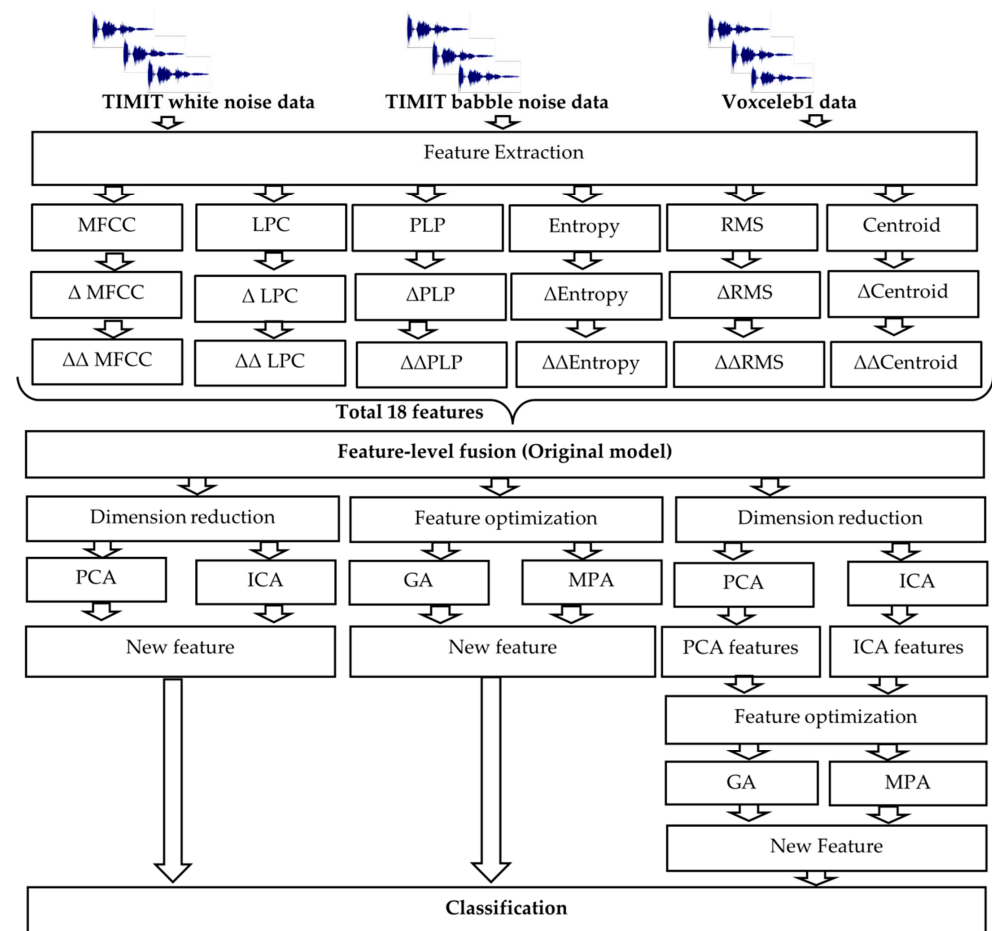 TIMIT white noise data
TIMIT babble noise data
Voxceleb1 data
Feature Extraction
MFCC
LPC
PLP
Entropy
RMS
Centroid
Δ MFCC
Δ LPC
ΔPLP
ΔEntropy
ΔRMS
ΔCentroid
ΔΔ MFCC
ΔΔ LPC
ΔΔPLP
ΔΔEntropy
ΔΔRMS
ΔΔCentroid
Total 18 features
Feature-level fusion (Original model)
Dimension reduction
Feature optimization
Dimension reduction
PCA
ICA
GA
MPA
PCA
ICA
New feature
New feature
PCA features
ICA features
Feature optimization
GA
MPA
New Feature
Classification